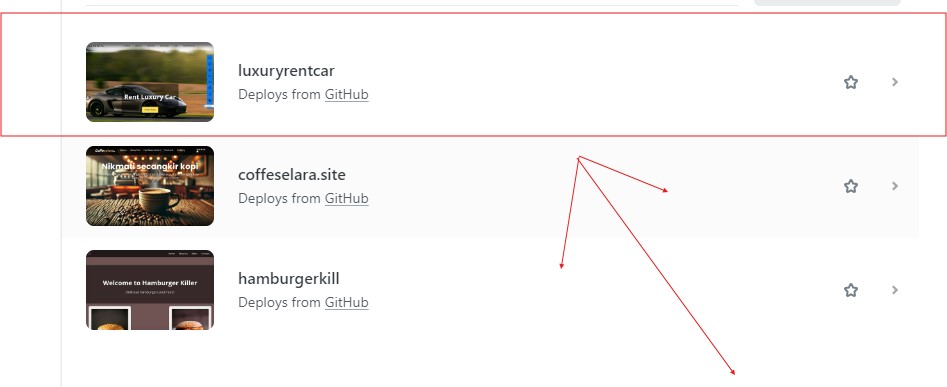 luxuryrentcar
Deploys from GitHub
Rent Luxury Car
coffeselara.site
Deploys from GitHub
Nikmati secangkir kopi
hamburgerkill
Deploys from GitHub
Welcome to Hamburger Killer